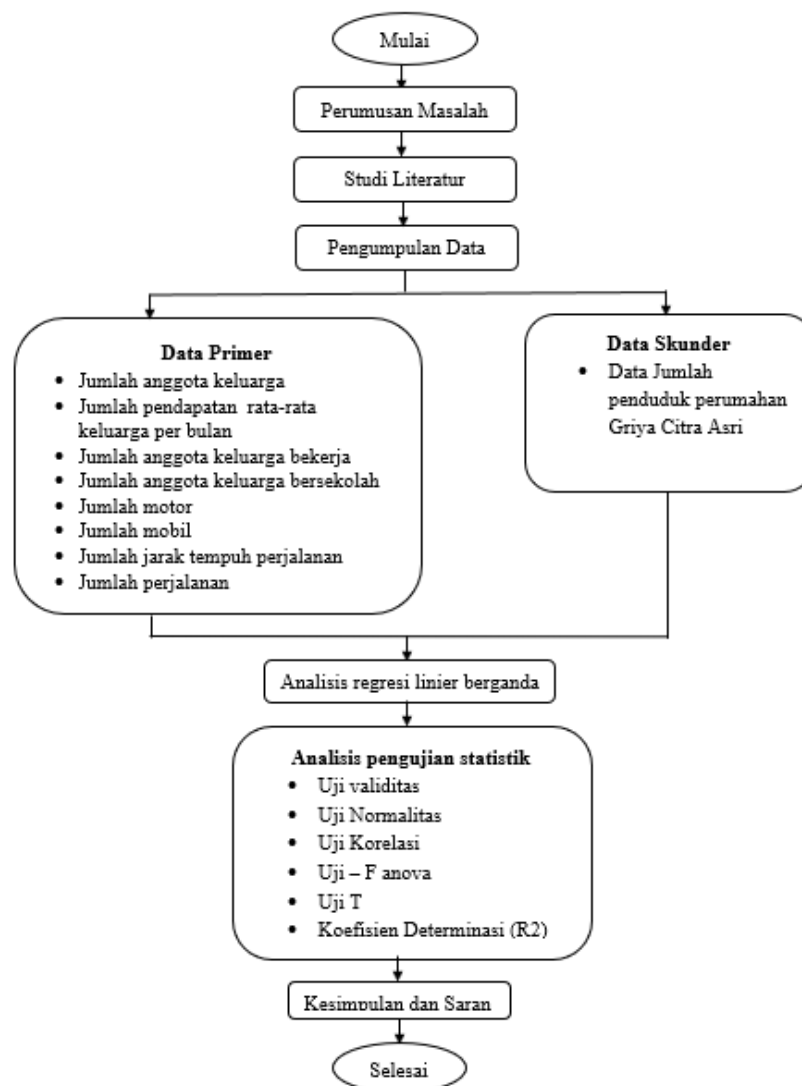 Mulai
Perumusan Masalah
Studi Literatur
Pengumpulan Data
Data Primer
• Jumlah anggota keluarga
• Jumlah pendapatan rata-rata
keluarga per bulan
• Jumlah anggota keluarga bekerja
• Jumlah anggota keluarga bersekolah
• Jumlah motor
• Jumlah mobil
• Jumlah jarak tempuh perjalanan
• Jumlah perjalanan
Data Skunder
• Data Jumlah
penduduk perumahan
Griya Citra Asri
Analisis regresi linier berganda
Analisis pengujian statistik
• Uji validitas
• Uji Normalitas
• Uji Korelasi
• Uji – F anova
• Uji T
• Koefisien Determinasi (R2)
Kesimpulan dan Saran
Selesai